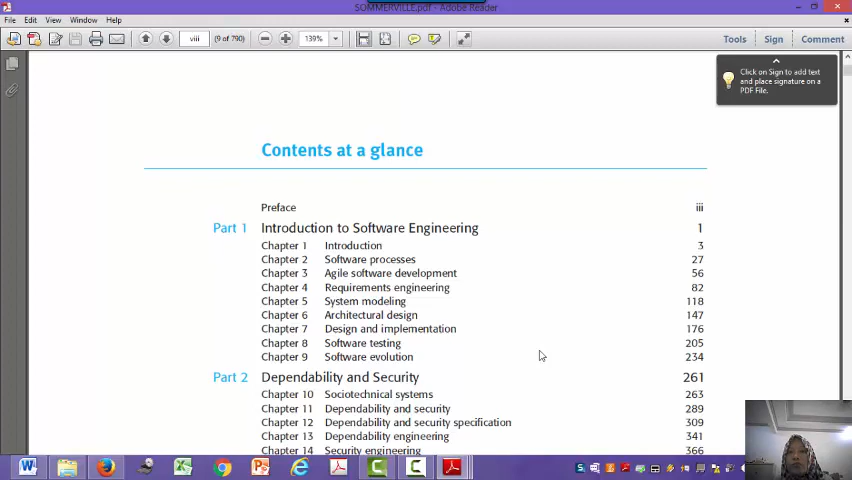 SOMMERVILLE.pdf - Adobe Reader
File Edit View Window Help
viii (9 of 790) 139% Tools Sign Comment
Click on Sign to add text
and place signature on a
PDF File.
Contents at a glance
Preface iii
Part 1 Introduction to Software Engineering 1
Chapter 1 Introduction 3
Chapter 2 Software processes 27
Chapter 3 Agile software development 56
Chapter 4 Requirements engineering 82
Chapter 5 System modeling 118
Chapter 6 Architectural design 147
Chapter 7 Design and implementation 176
Chapter 8 Software testing 205
Chapter 9 Software evolution 234
Part 2 Dependability and Security 261
Chapter 10 Sociotechnical systems 263
Chapter 11 Dependability and security 289
Chapter 12 Dependability and security specification 309
Chapter 13 Dependability engineering 341
Chapter 14 Security engineering 366